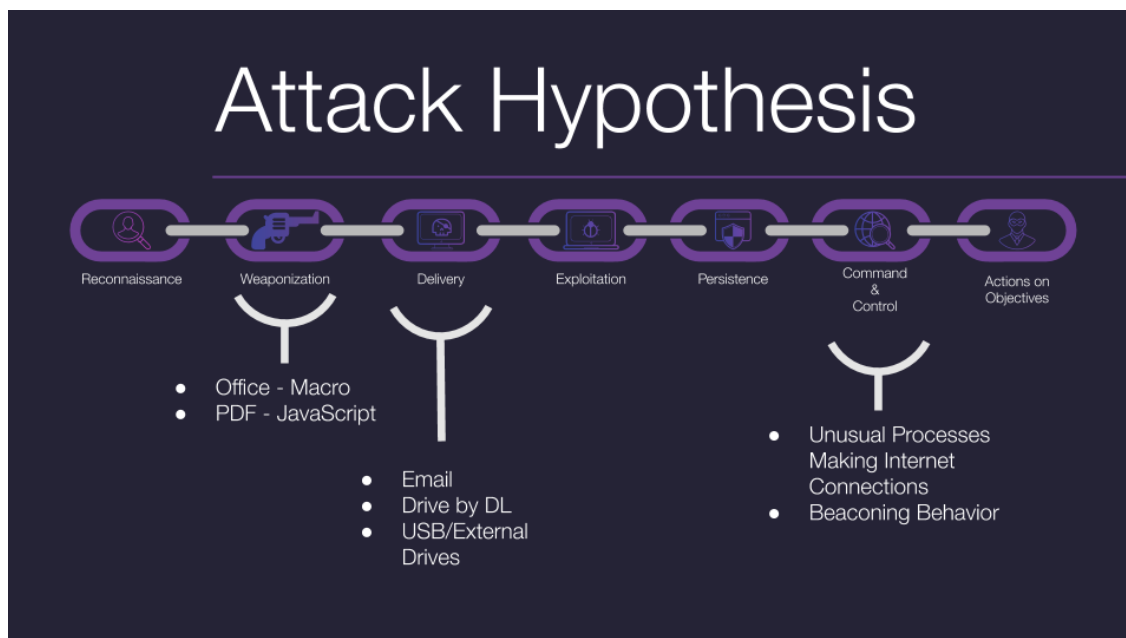 Attack Hypothesis
Reconnaissance
Weaponization
Delivery
Exploitation
Persistence
Command
&
Control
Actions on
Objectives
● Office - Macro
● PDF - JavaScript
● Email
● Drive by DL
● USB/External
Drives
● Unusual Processes
Making Internet
Connections
● Beaconing Behavior